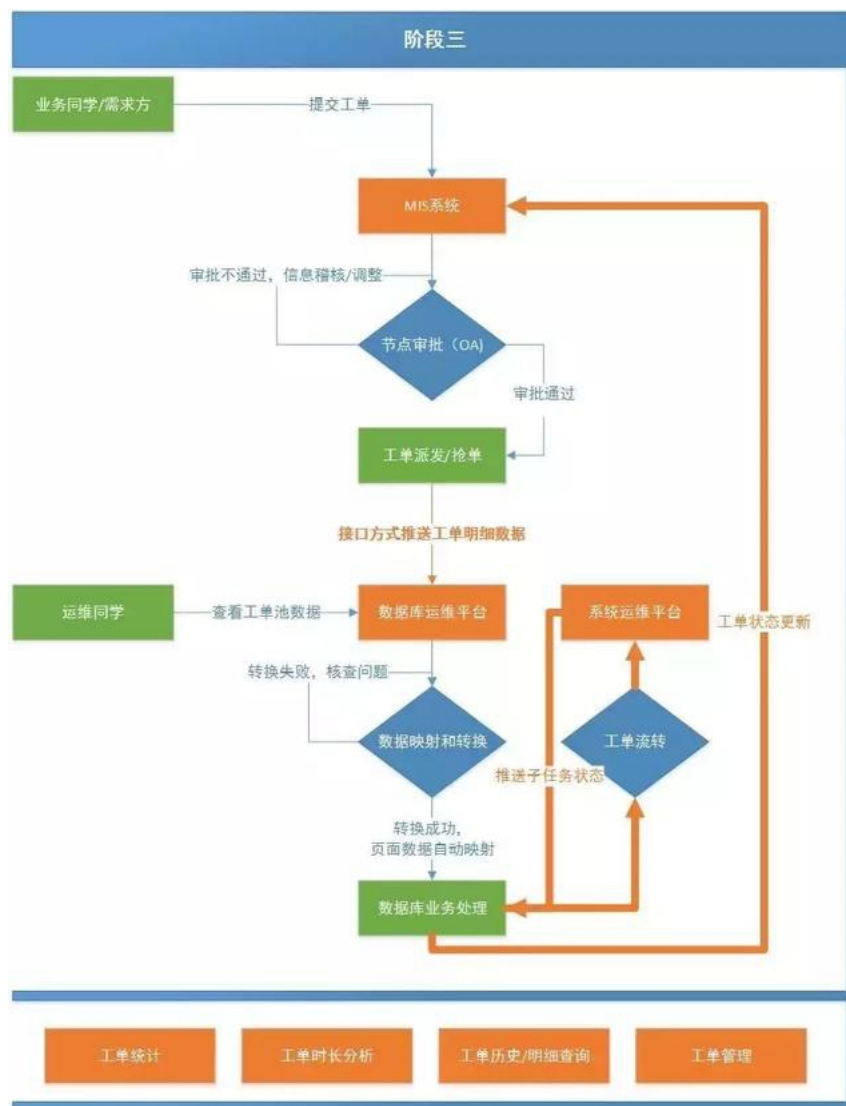 阶段三
业务同学/需求方
提交工单
MIS系统
审批不通过，信息稽核/调整
节点审批（OA)
审批通过
工单派发/抢单
接口方式推送工单明细数据
运维同学
查看工单池数据
数据库运维平台
系统运维平台
工单状态更新
转换失败，核查问题
数据映射和转换
工单流转
推送子任务状态
转换成功，
页面数据自动映射
数据库业务处理
工单统计
工单时长分析
工单历史/明细查询
工单管理